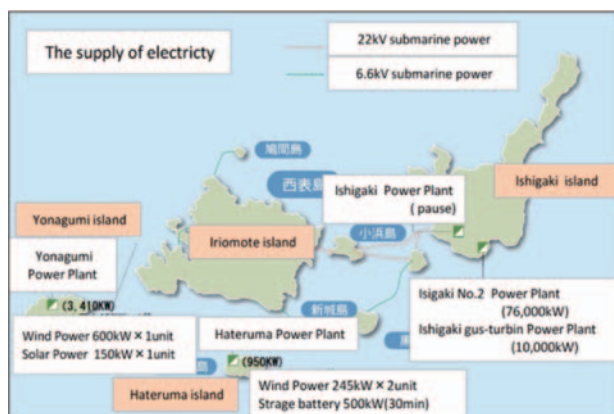 The supply of electricty
22kV submarine power
6.6kV submarine power
鳩間島
西表島
Ishigaki Power Plant
( pause)
Ishigaki island
Yonagumi island
Iriomote island
小浜島
Yonagumi
Power Plant
(3, 410KW)
Wind Power 600kW × 1unit
Solar Power 150kW × 1unit
新城島
Hateruma Power Plant
Isigaki No.2 Power Plant
(76,000kW)
Ishigaki gus-turbin Power Plant
(10,000kW)
島
(950KW)
Hateruma island
Wind Power 245kW × 2unit
Strage battery 500kW(30min)